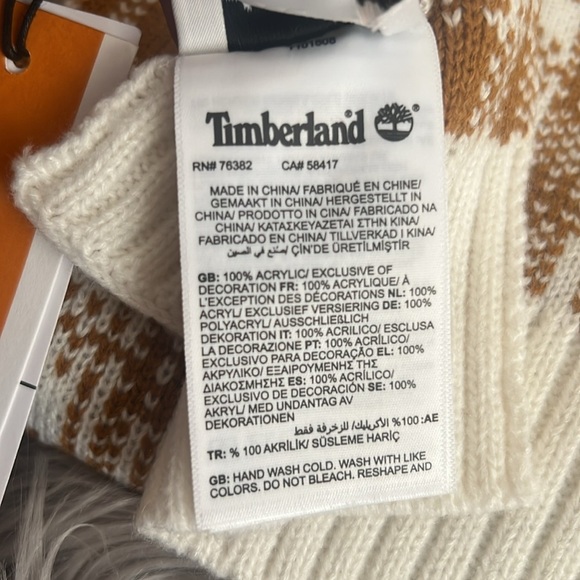 Timberland
RN# 76382 CA# 58417
MADE IN CHINA/ FABRIQUÉ EN CHINE/
GEMAAKT IN CHINA/ HERGESTELLT IN
CHINA/ PRODOTTO IN CINA/ FABRICADO NA
CHINA/ ΚΑΤΑΣΚΕΥΑΖΕΤΑΙ ΣΤΗΝ ΚΙΝΑ/
FABRICADO EN CHINA/ TILLVERKAD I KINA/
صنع في الصين/ ÇİN'DE ÜRETİLMİŞTİR
GB: 100% ACRYLIC/ EXCLUSIVE OF
DECORATION FR: 100% ACRYLIQUE/ À
L'EXCEPTION DES DÉCORATIONS NL: 100%
ACRYL/ EXCLUSIEF VERSIERING DE: 100%
POLYACRYL/ AUSSCHLIEßLICH
DEKORATION IT: 100% ACRILICO/ ESCLUSA
LA DECORAZIONE PT: 100% ACRÍLICO/
EXCLUSIVO PARA DECORAÇÃO EL: 100%
ΑΚΡΥΛΙΚΟ/ ΕΞΑΙΡΟΥΜΕΝΗΣ ΤΗΣ
ΔΙΑΚΟΣΜΗΣΗΣ ES: 100% ACRÍLICO/
EXCLUSIVO DE DECORACIÓN SE: 100%
AKRYL/ MED UNDANTAG AV
DEKORATIONEN
AE: 100% الأكريليك/ للزخرفة فقط
TR: % 100 AKRİLİK/ SÜSLEME HARİÇ
GB: HAND WASH COLD. WASH WITH LIKE
COLORS. DO NOT BLEACH. RESHAPE AND